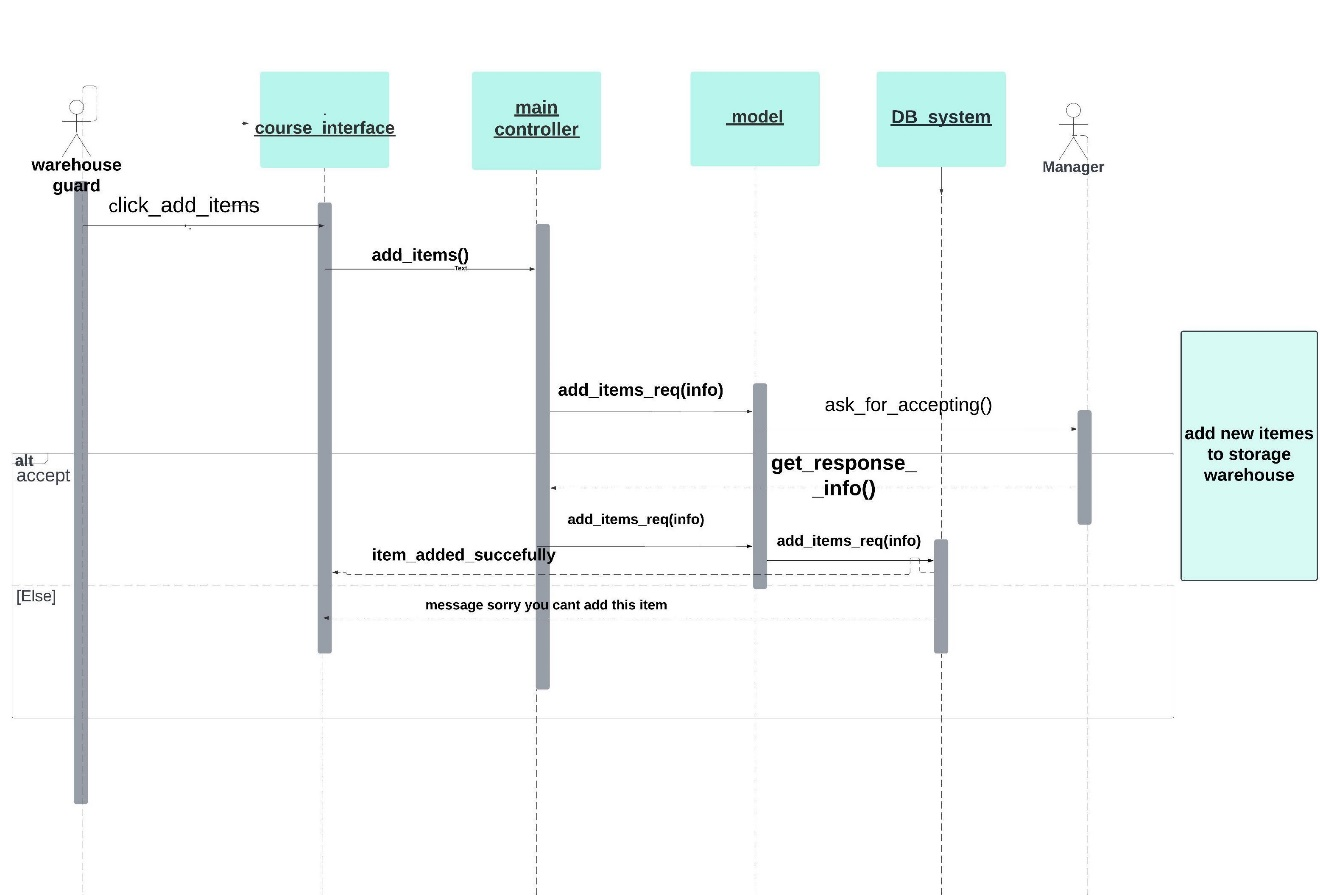 main
controller
course_interface
model
DB_system
warehouse
guard
Manager
click_add_items
add_items()
Text
add_items_req(info)
ask_for_accepting()
add new itemes
to storage
warehouse
alt
accept
get_response_
_info()
add_items_req(info)
add_items_req(info)
item_added_succefully
[Else]
message sorry you cant add this item